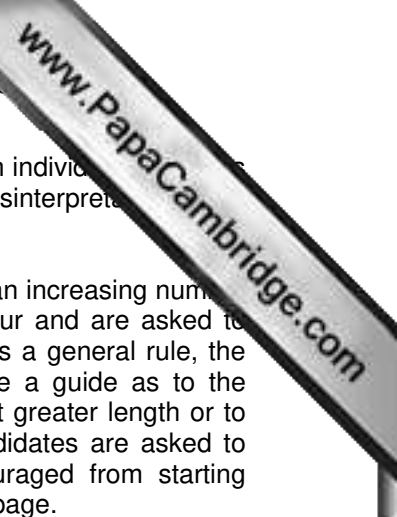 www.PapaCambridge.com
individ
sinterpret
an increasing num
ur and are asked to
s a general rule, the
e a guide as to the
t greater length or to
didates are asked to
uraged from starting
page.